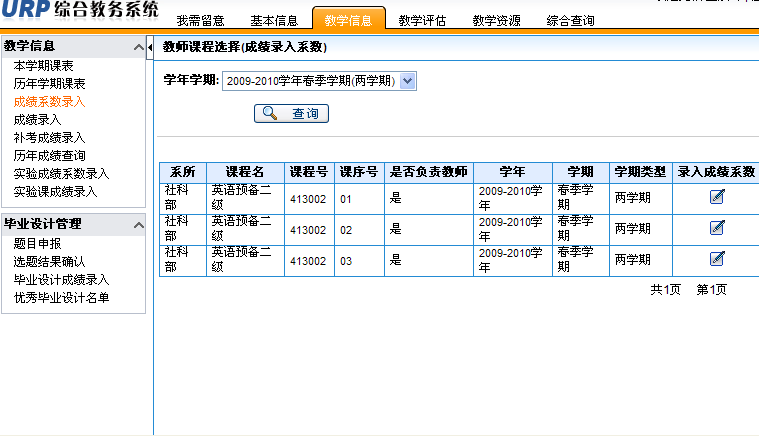 URP 综合教务系统
我需留意 基本信息 教学信息 教学评估 教学资源 综合查询
教学信息
本学期课表
历年学期课表
成绩系数录入
成绩录入
补考成绩录入
历年成绩查询
实验成绩系数录入
实验课成绩录入
毕业设计管理
题目申报
选题结果确认
毕业设计成绩录入
优秀毕业设计名单
教师课程选择(成绩录入系数)
学年学期: 2009-2010学年春季学期(两学期)
查询
系所 课程名 课程号 课序号 是否负责教师 学年 学期 学期类型 录入成绩系数
社科部 英语预备二级 413002 01 是 2009-2010学年 春季学期 两学期
社科部 英语预备二级 413002 02 是 2009-2010学年 春季学期 两学期
社科部 英语预备二级 413002 03 是 2009-2010学年 春季学期 两学期
共1页 第1页